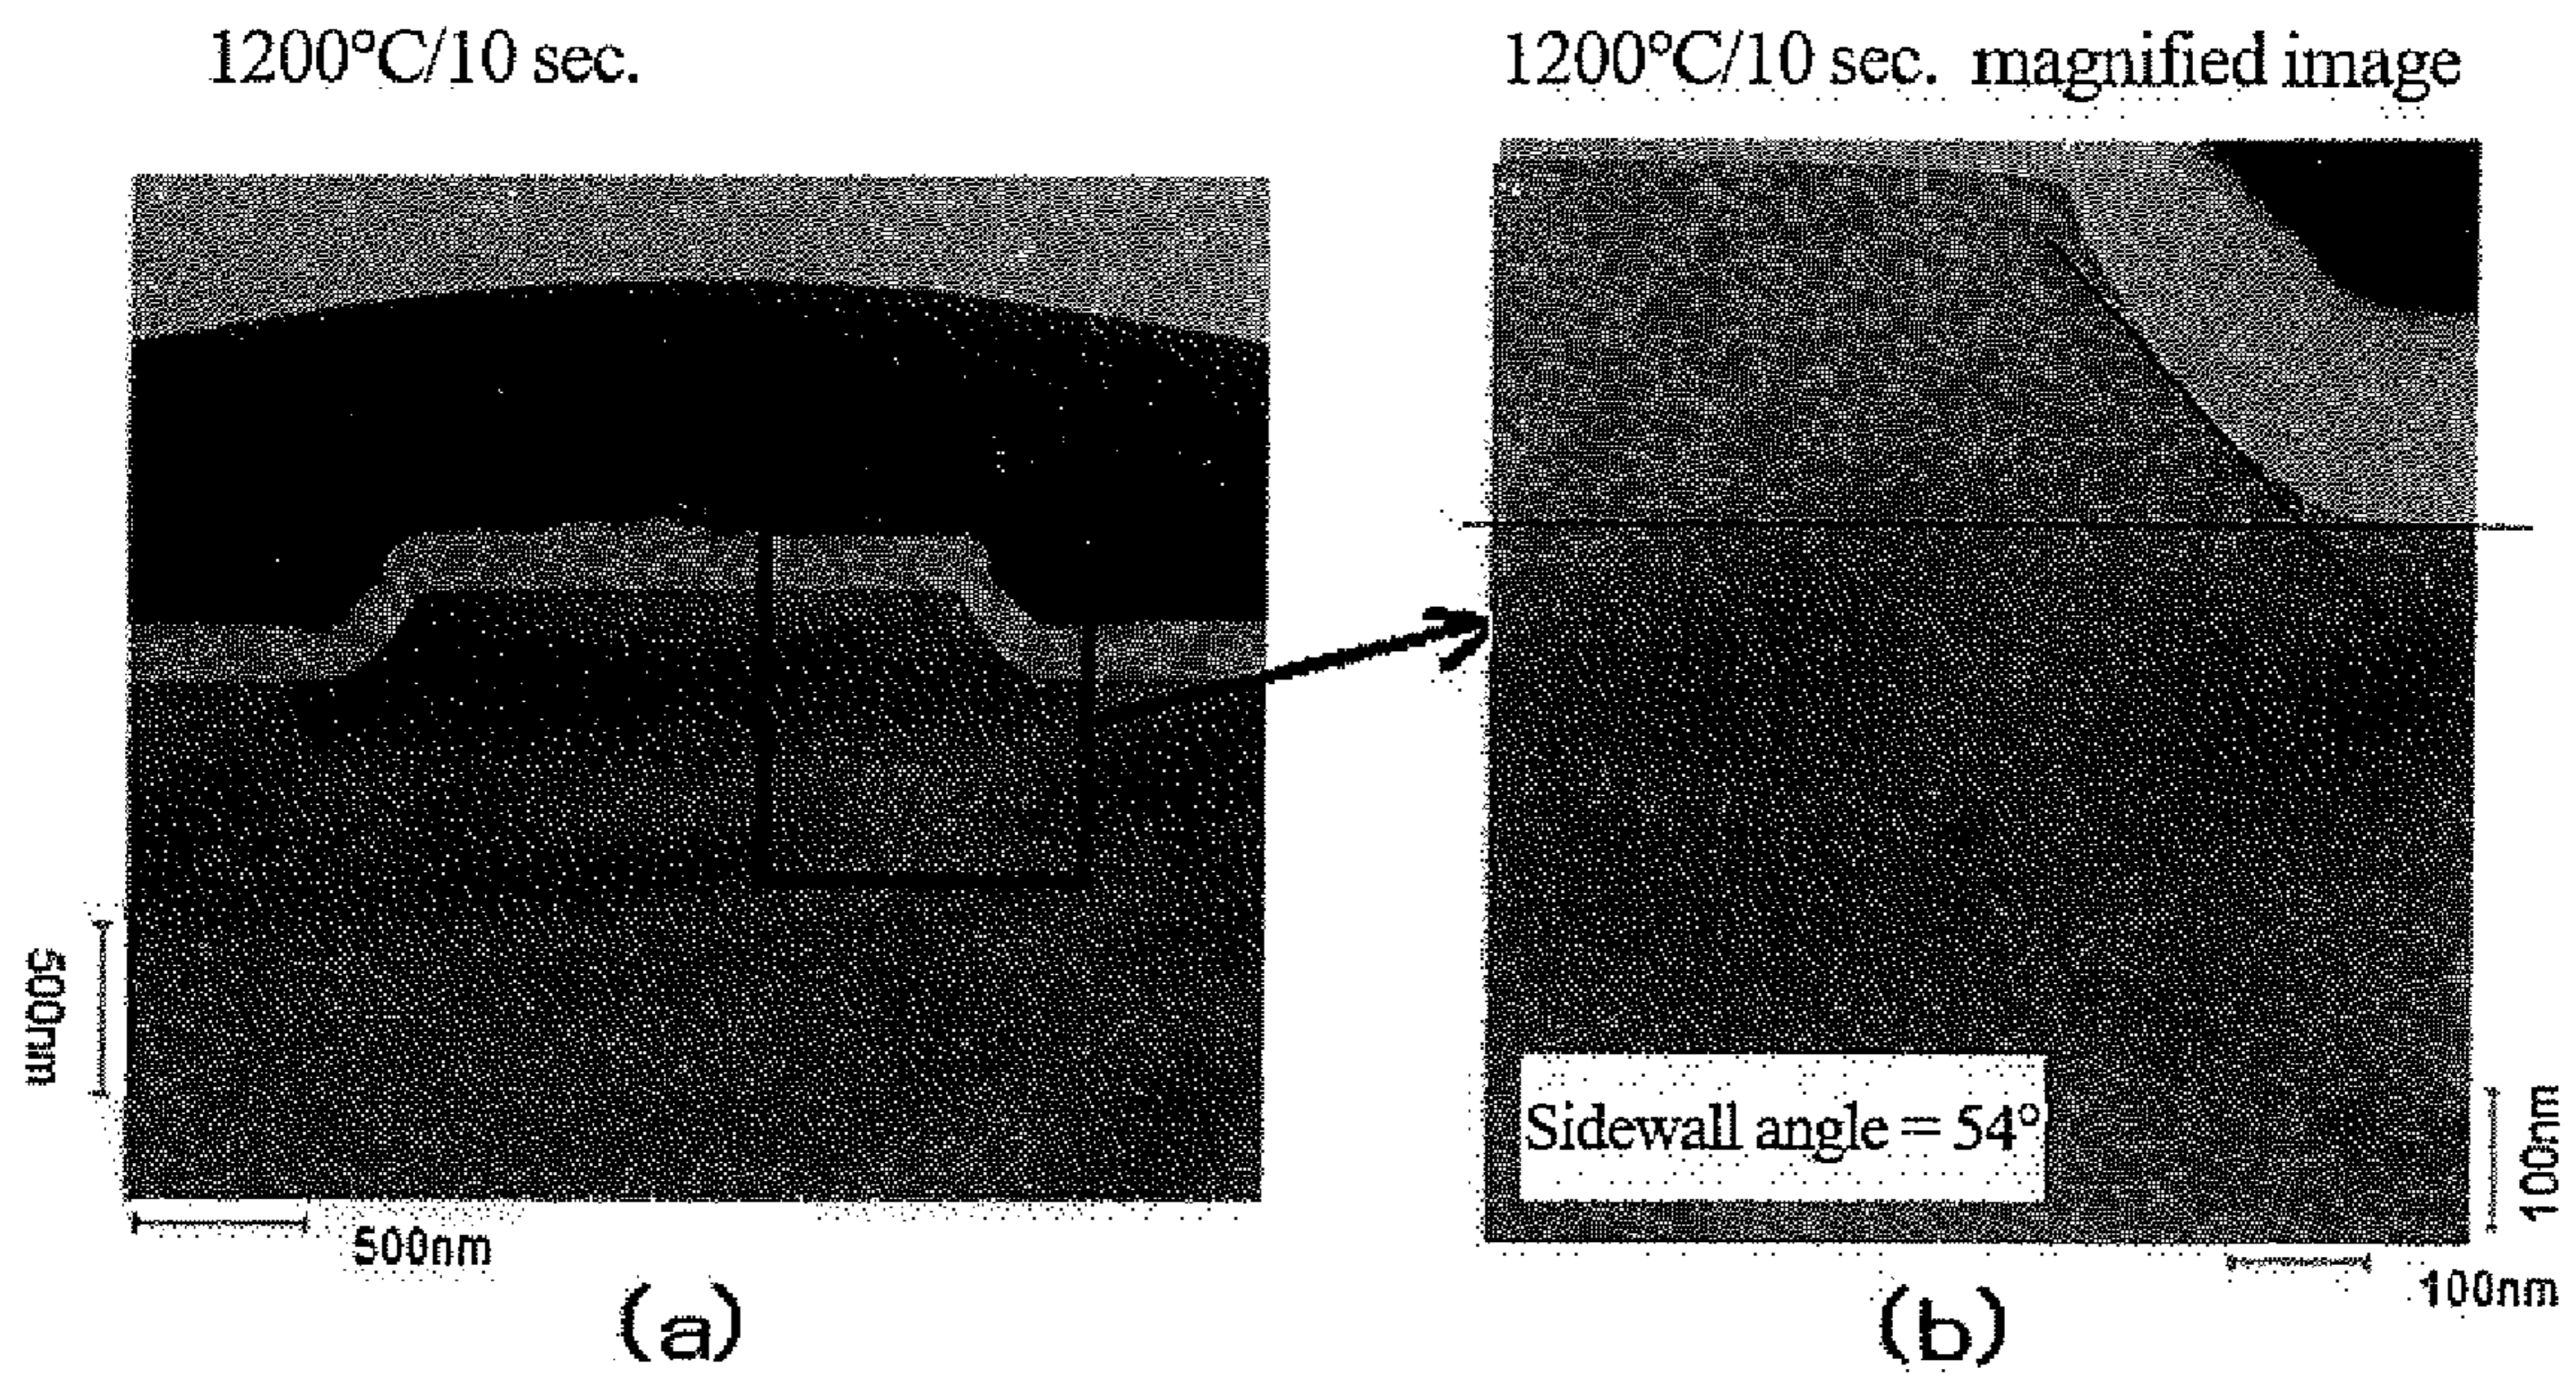 1200°C/10 sec.
1200°C/10 sec. magnified image
500nm
500nm
Sidewall angle = 54°
100nm
100nm
(a)
(b)